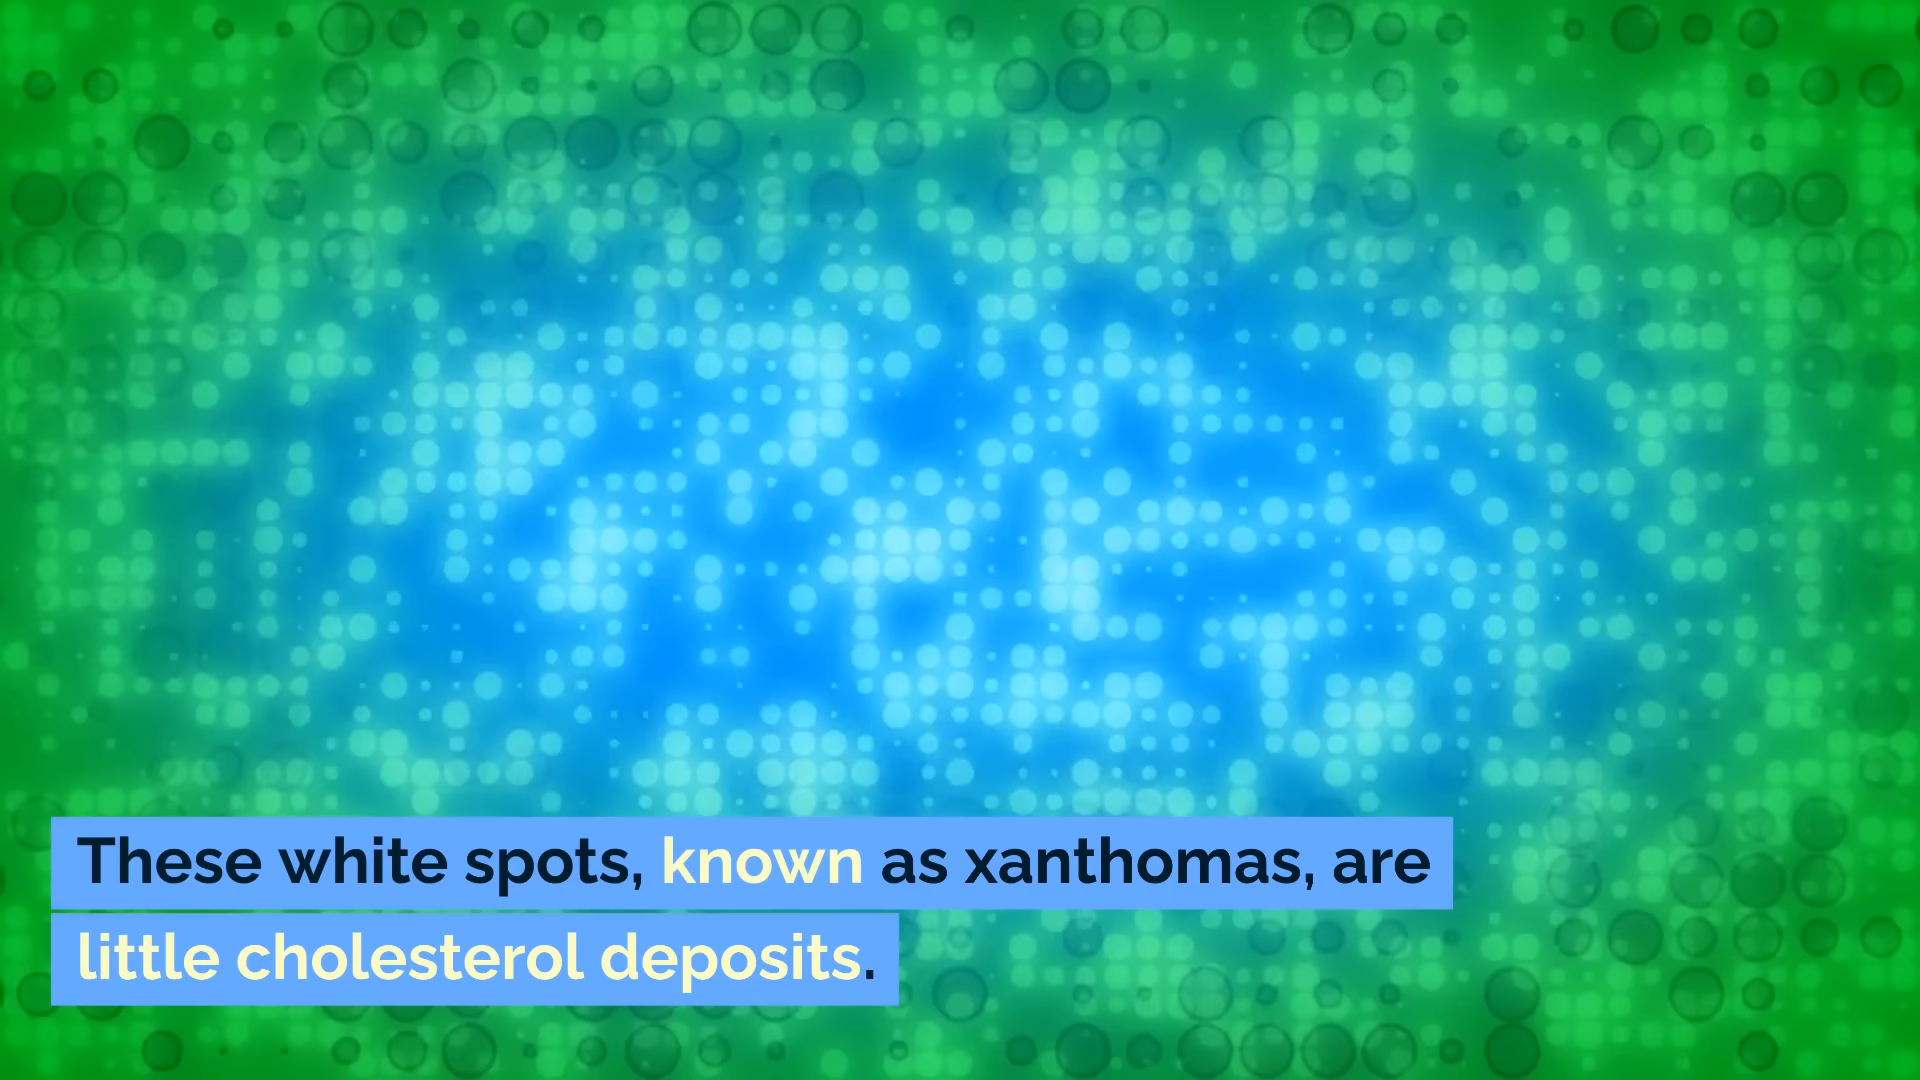 These white spots, known as xanthomas, are
little cholesterol deposits.